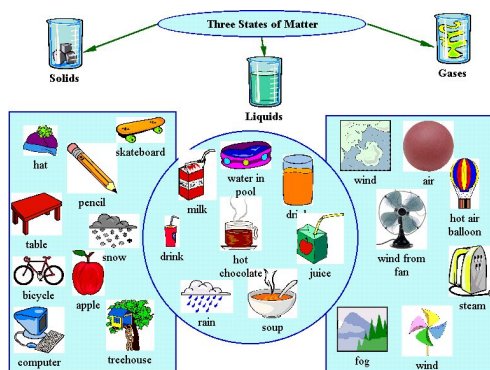 Three States of Matter
Solids
Liquids
Gases
hat
skateboard
pencil
table
snow
bicycle
apple
computer
treehouse
milk
water in
pool
drink
hot
chocolate
juice
rain
soup
wind
air
hot air
balloon
wind from
fan
steam
fog
wind